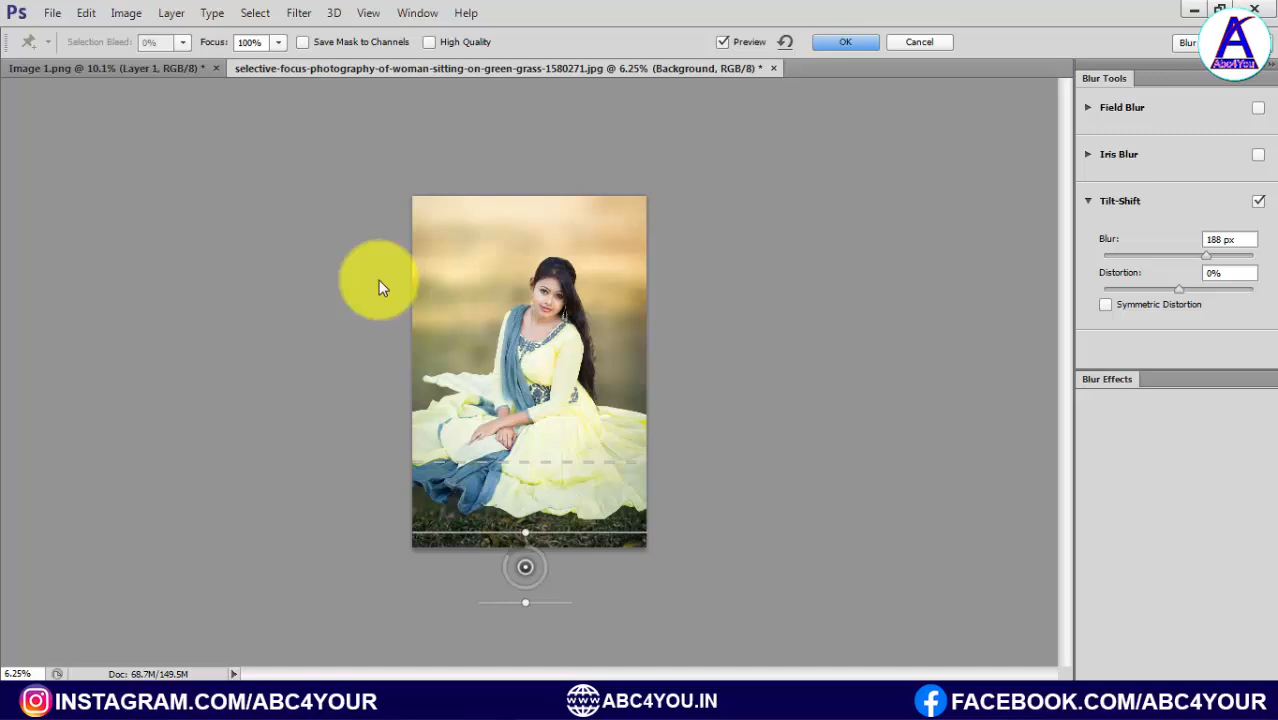 Ps File Edit Image Layer Type Select Filter 3D View Window Help
Selection Bleed: 0% Focus: 100% Save Mask to Channels High Quality Preview OK Cancel Blur
A
Abc4You
Image 1.png @ 10.1% (Layer 1, RGB/8) * × selective-focus-photography-of-woman-sitting-on-green-grass-1580271.jpg @ 6.25% (Background, RGB/8) * ×
Blur Tools
Field Blur
Iris Blur
Tilt-Shift
Blur: 188 px
Distortion: 0%
Symmetric Distortion
Blur Effects
6.25% Doc: 68.7M/149.5M
INSTAGRAM.COM/ABC4YOUR ABC4YOU.IN FACEBOOK.COM/ABC4YOUR